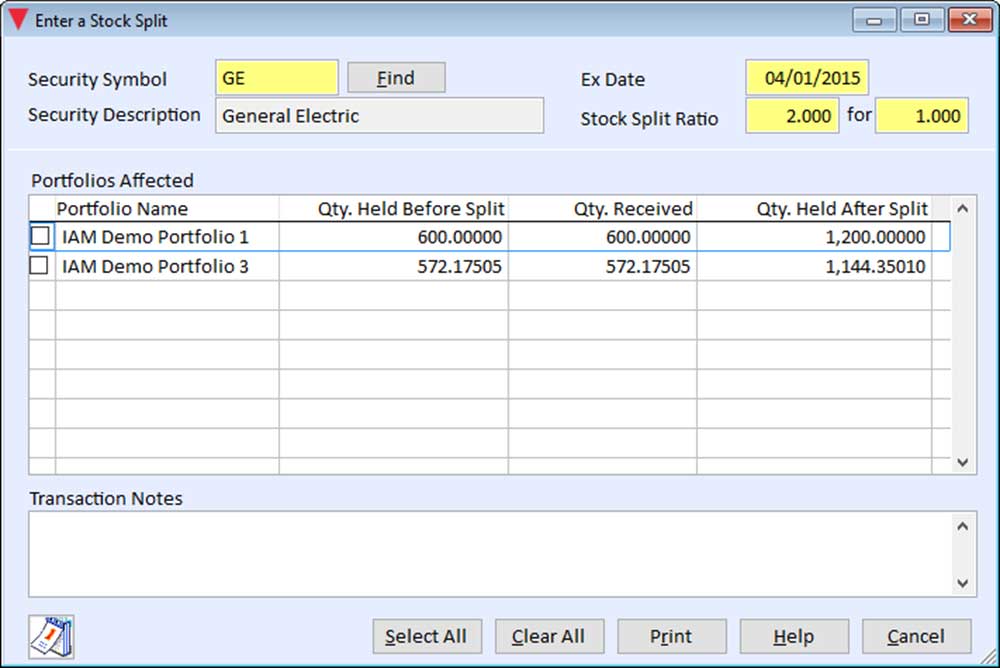 Enter a Stock Split
Security Symbol GE Find Ex Date 04/01/2015
Security Description General Electric Stock Split Ratio 2.000 for 1.000
Portfolios Affected
Portfolio Name Qty. Held Before Split Qty. Received Qty. Held After Split
IAM Demo Portfolio 1 600.00000 600.00000 1,200.00000
IAM Demo Portfolio 3 572.17505 572.17505 1,144.35010
Transaction Notes
1 Select All Clear All Print Help Cancel